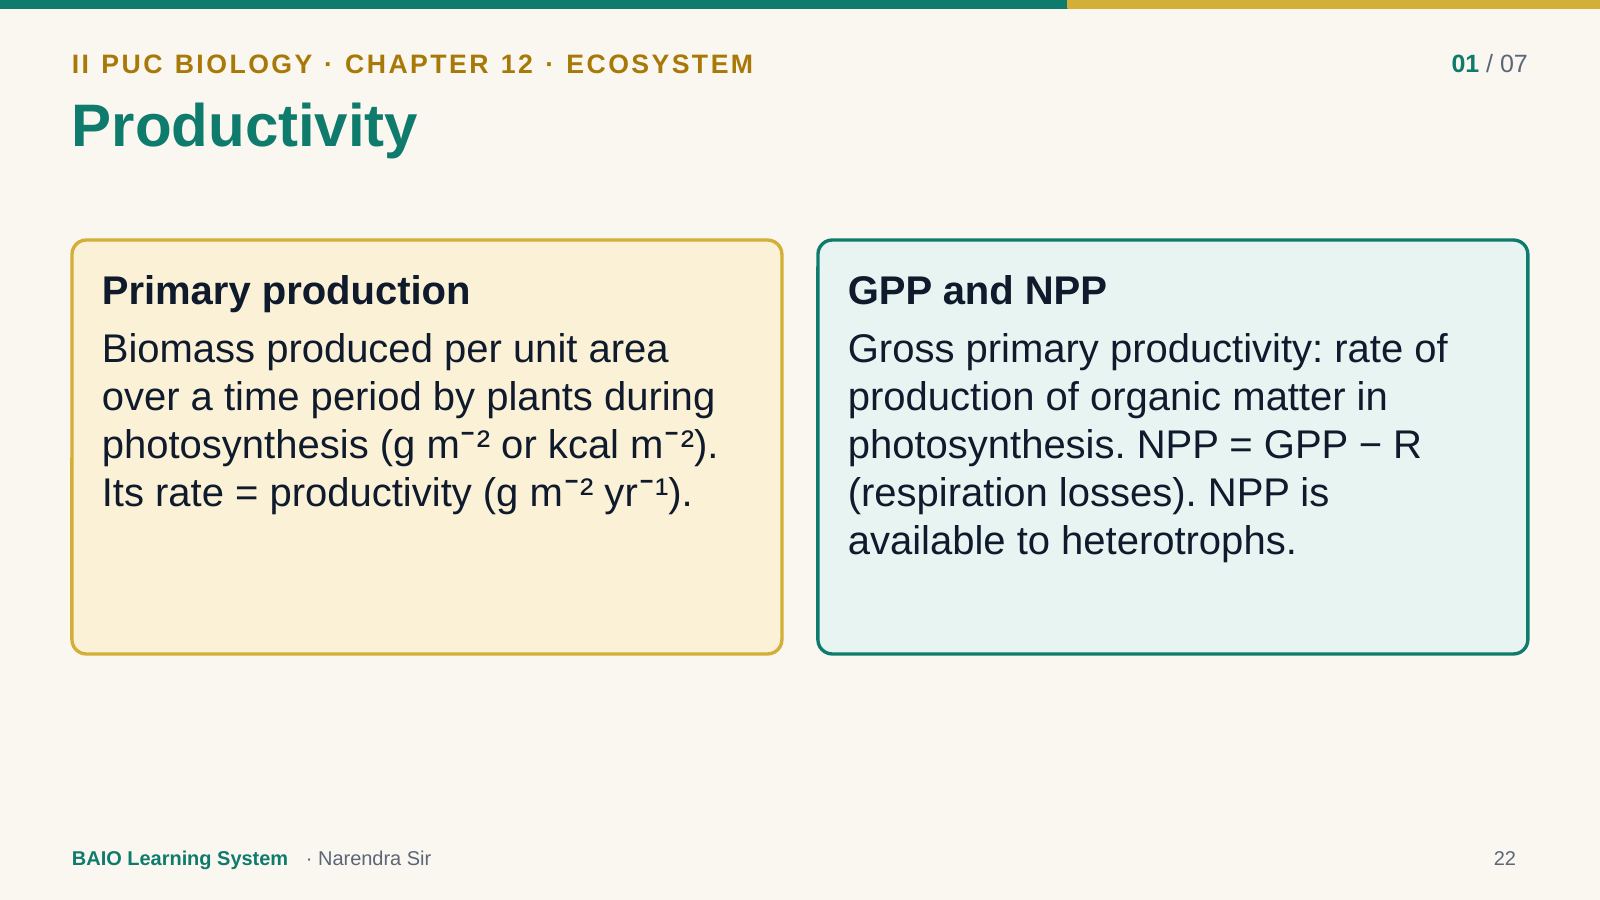 II PUC BIOLOGY · CHAPTER 12 · ECOSYSTEM
01 / 07
Productivity
Primary production
Biomass produced per unit area
over a time period by plants during
photosynthesis (g m⁻² or kcal m⁻²).
Its rate = productivity (g m⁻² yr⁻¹).
GPP and NPP
Gross primary productivity: rate of
production of organic matter in
photosynthesis. NPP = GPP − R
(respiration losses). NPP is
available to heterotrophs.
BAIO Learning System · Narendra Sir
22